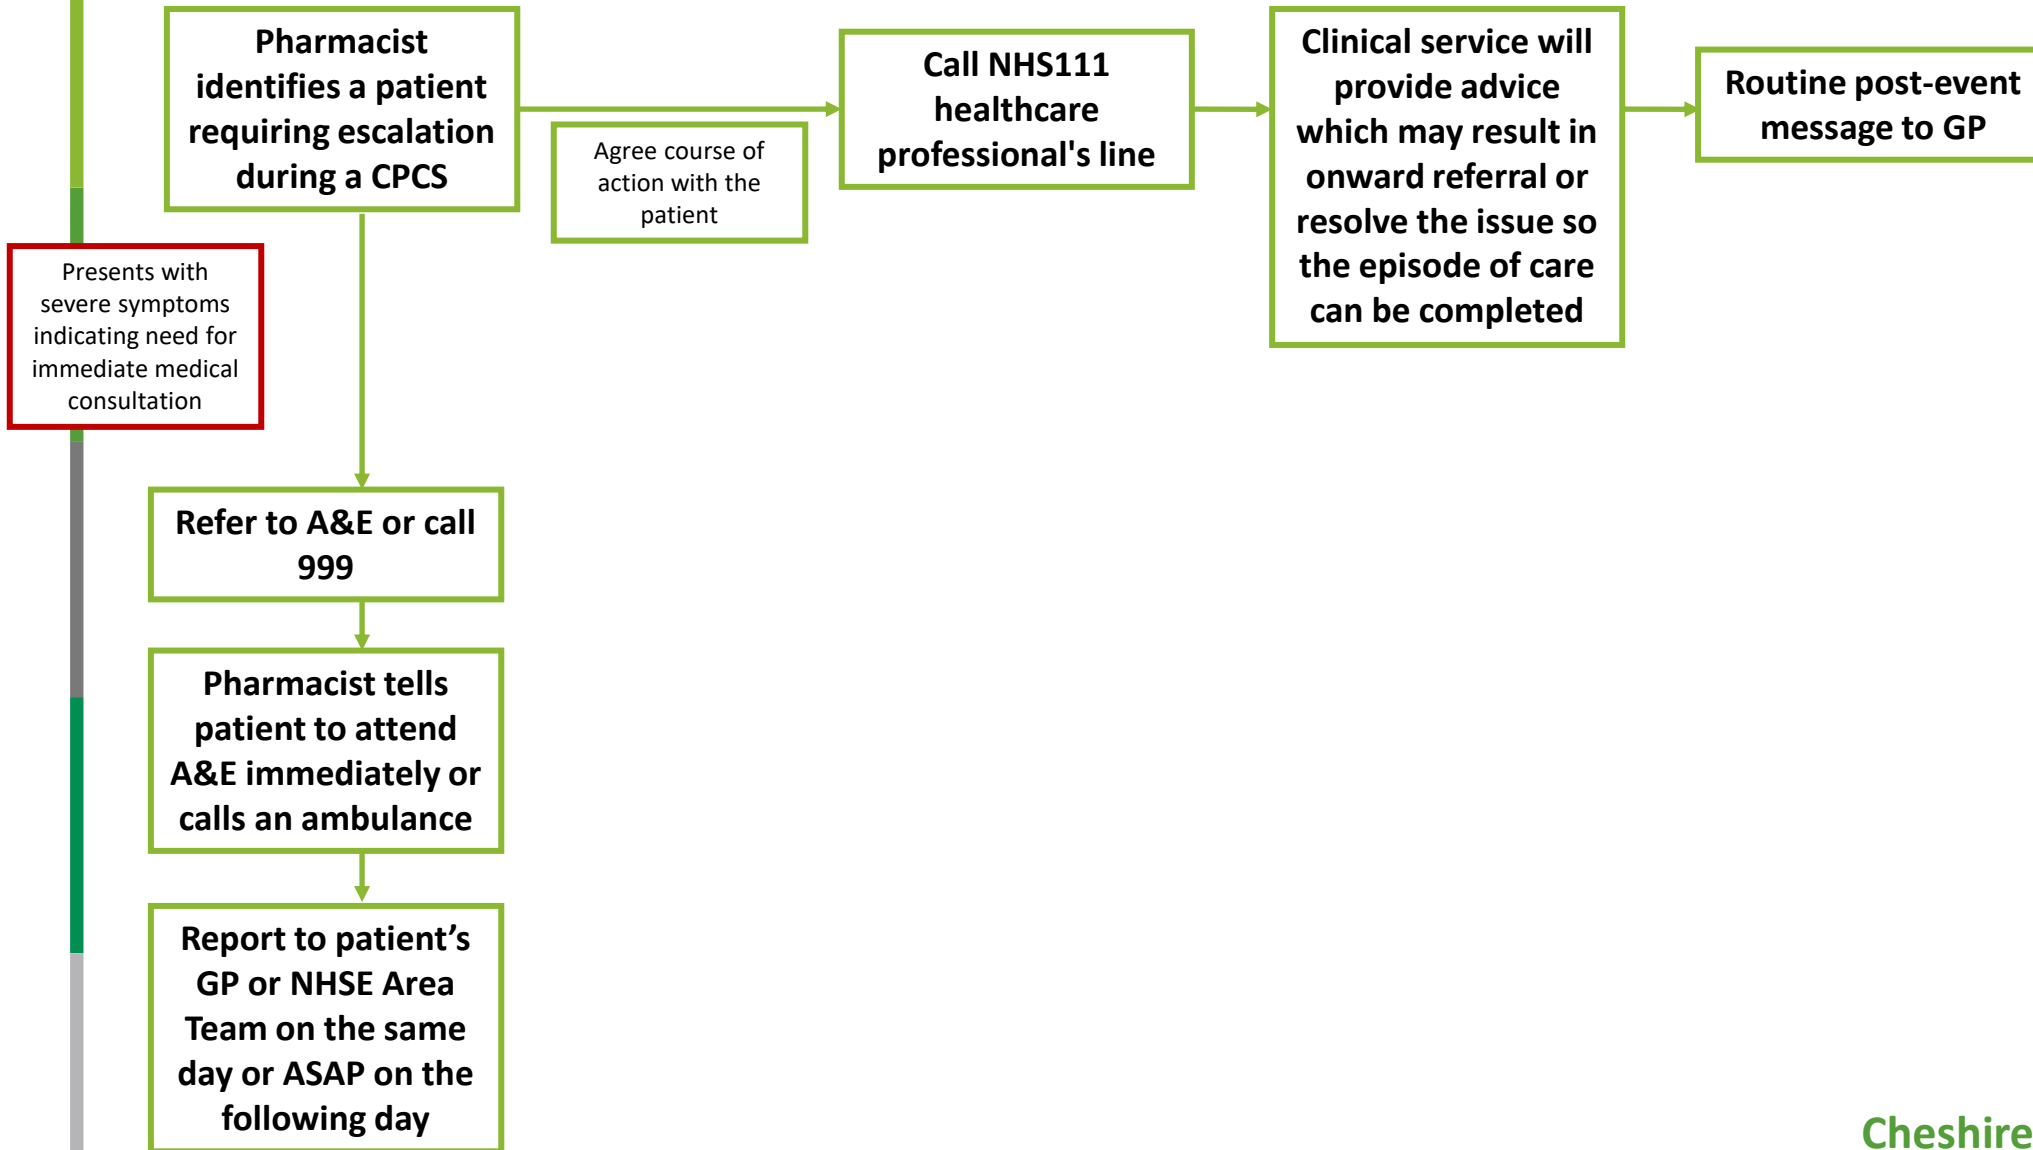 Pharmacist
identifies a patient
requiring escalation
during a CPCS
Agree course of
action with the
patient
Call NHS111
healthcare
professional's line
Clinical service will
provide advice
which may result in
onward referral or
resolve the issue so
the episode of care
can be completed
Routine post-event
message to GP
Presents with
severe symptoms
indicating need for
immediate medical
consultation
Refer to A&E or call
999
Pharmacist tells
patient to attend
A&E immediately or
calls an ambulance
Report to patient’s
GP or NHSE Area
Team on the same
day or ASAP on the
following day
Cheshire